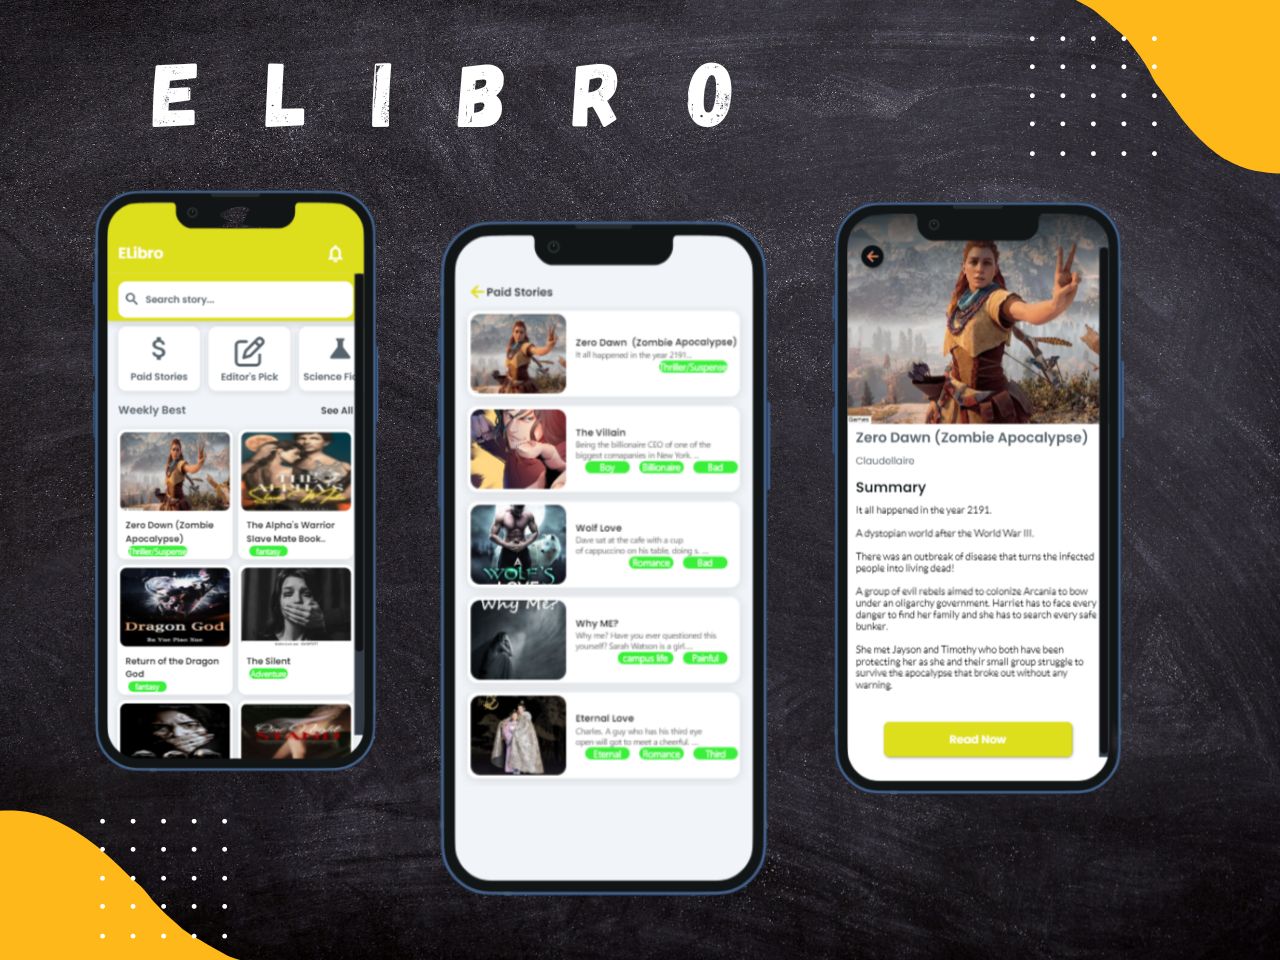 ELIBRO
ELibro
Search story...
Paid Stories
Editor's Pick
Science Fic
Weekly Best
See All
Zero Down (Zombie
Apocalypse)
Thriller/Suspense
The Alpha's Warrior
Slave Mate Book..
fantasy
Dragon God
Return of the Dragon
God
fantasy
The Silent
Adventure
Paid Stories
Zero Dawn (Zombie Apocalypse)
It all happened in the year 2191...
Thriller/Suspense
The Villain
Being the billionaire CEO of one of the
biggest comapanies in New York. ...
Boy
Billionaire
Bad
A
WOLF'S
LOVE
Wolf Love
Dave sat at the cafe with a cup
of cappuccino on his table, doing s. ...
Romance
Bad
Why Me?
Why ME?
Why me? Have you ever questioned this
yourself? Sarah Watson is a girl....
campus life
Painful
Eternal Love
Charles. A guy who has his third eye
open will got to meet a cheerful. ...
Eternal
Romance
Third
Games
Zero Dawn (Zombie Apocalypse)
Claudellaire
Summary
It all happened in the year 2191.
A dystopian world after the World War III.
There was an outbreak of disease that turns the infected
people into living dead!
A group of evil rebels aimed to colonize Arcania to bow
under an oligarchy government. Harriet has to face every
danger to find her family and she has to search every safe
bunker.
She met Jayson and Timothy who both have been
protecting her as she and their small group struggle to
survive the apocalypse that broke out without any
warning.
Read Now